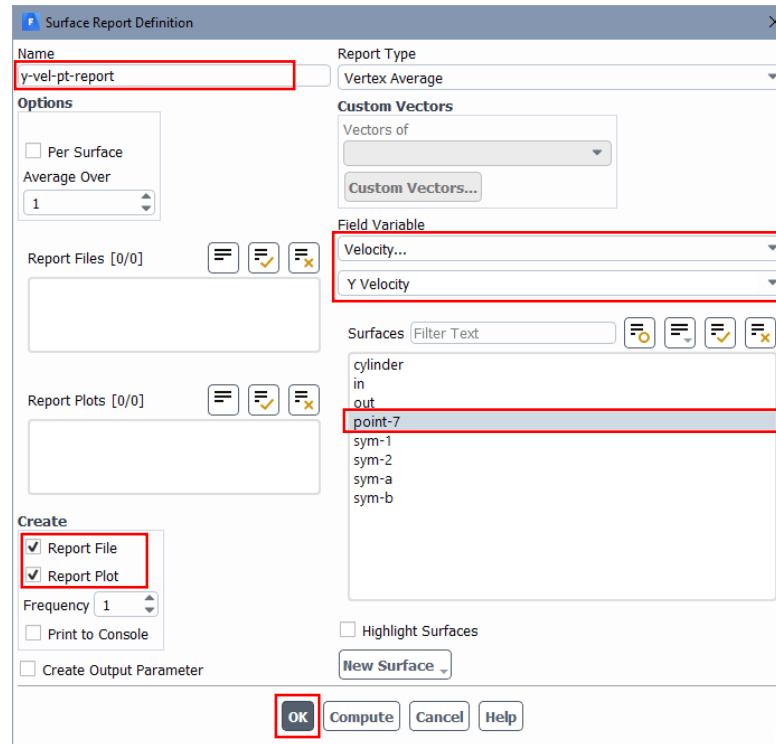 Surface Report Definition
Name
y-vel-pt-report
Options
Per Surface
Average Over
1
Report Files [0/0]
Report Plots [0/0]
Create
Report File
Report Plot
Frequency 1
Print to Console
Create Output Parameter
Report Type
Vertex Average
Custom Vectors
Vectors of
Custom Vectors...
Field Variable
Velocity...
Y Velocity
Surfaces Filter Text
cylinder
in
out
point-7
sym-1
sym-2
sym-a
sym-b
Highlight Surfaces
New Surface
OK Compute Cancel Help